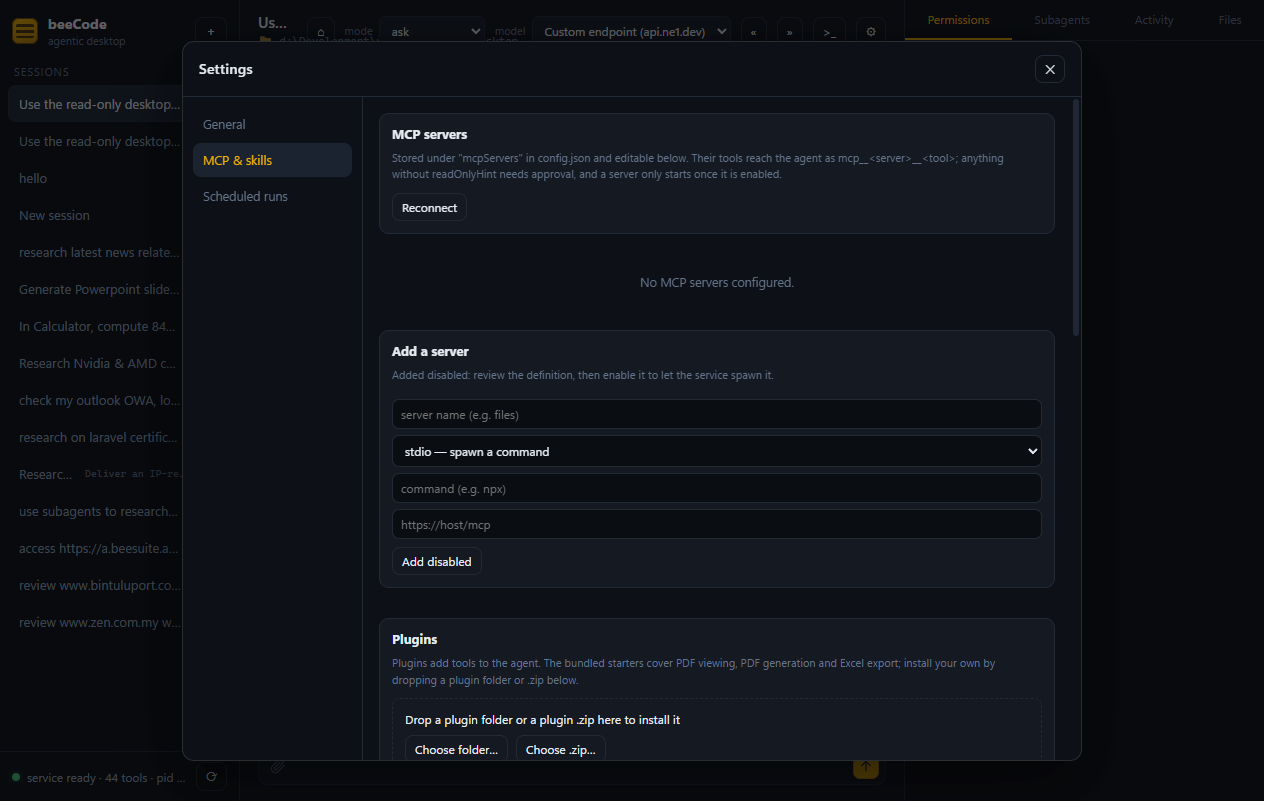 beeCode
agentic desktop
+
SESSIONS
Use the read-only desktop...
Use the read-only desktop...
hello
New session
research latest news relate...
Generate Powerpoint slide...
In Calculator, compute 84...
Research Nvidia & AMD c...
check my outlook OWA, lo...
research on laravel certific...
Researc... Deliver an IP-re
use subagents to research...
access https://a.beesuite.a...
review www.bintuluport.co...
review www.zen.com.my w...
service ready · 44 tools · pid ...
Us...
mode
ask
model
Custom endpoint (api.ne1.dev)
«
»
>_
Permissions
Subagents
Activity
Files
Settings
General
MCP & skills
Scheduled runs
MCP servers
Stored under "mcpServers" in config.json and editable below. Their tools reach the agent as mcp__<server>__<tool>; anything
without readOnlyHint needs approval, and a server only starts once it is enabled.
Reconnect
No MCP servers configured.
Add a server
Added disabled: review the definition, then enable it to let the service spawn it.
server name (e.g. files)
stdio — spawn a command
command (e.g. npx)
https://host/mcp
Add disabled
Plugins
Plugins add tools to the agent. The bundled starters cover PDF viewing, PDF generation and Excel export; install your own by
dropping a plugin folder or .zip below.
Drop a plugin folder or a plugin .zip here to install it
Choose folder...
Choose .zip...